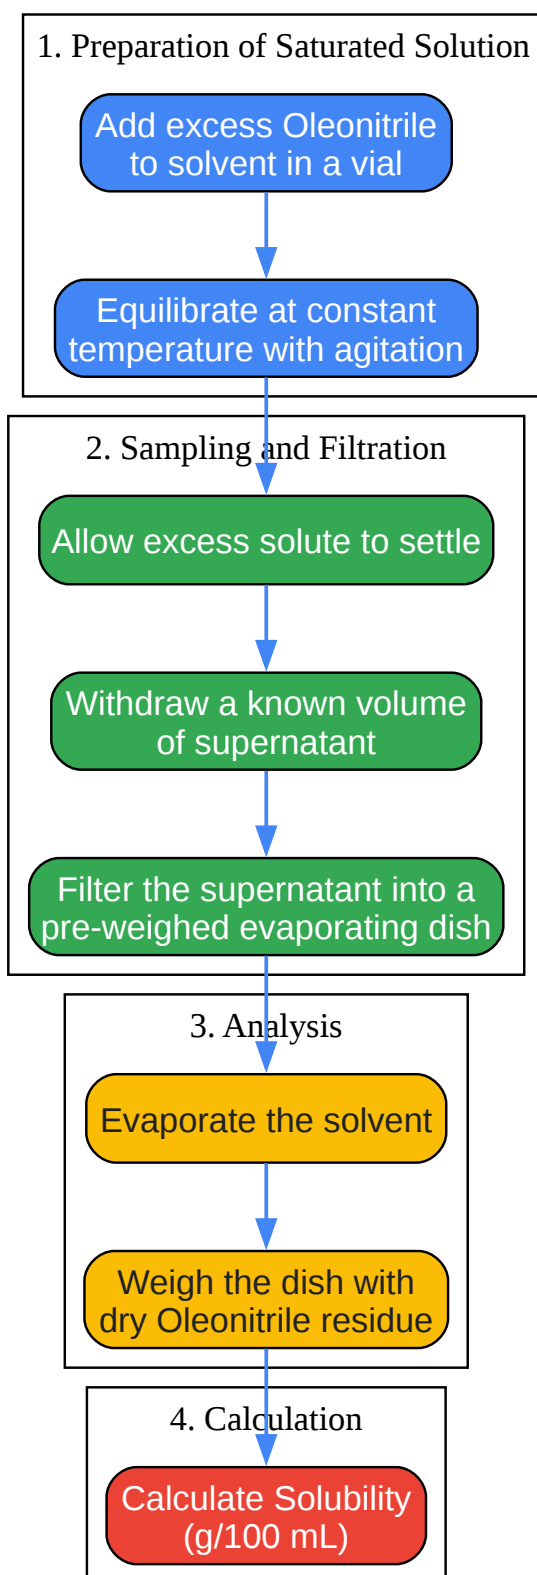 1. Preparation of Saturated Solution
Add excess Oleonitrile
to solvent in a vial
Equilibrate at constant
temperature with agitation
2. Sampling and Filtration
Allow excess solute to settle
Withdraw a known volume
of supernatant
Filter the supernatant into a
pre-weighed evaporating dish
3. Analysis
Evaporate the solvent
Weigh the dish with
dry Oleonitrile residue
4. Calculation
Calculate Solubility
(g/100 mL)